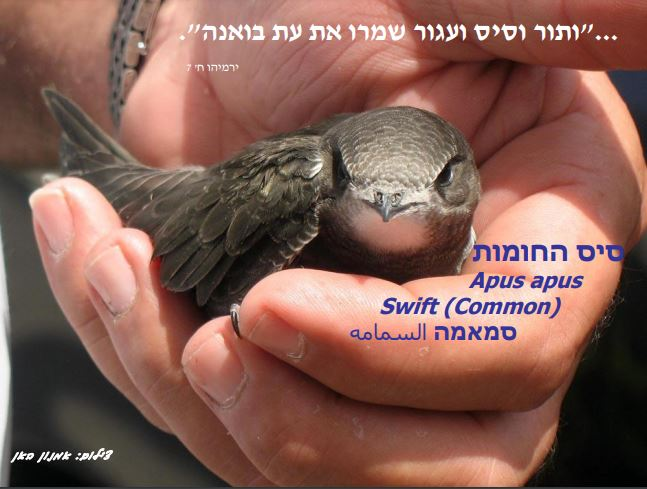 ..."ותור וסיס ועגור שמרו את עת בואנה".
ירמיהו ח' 7
סיס החומות
Apus apus
Swift (Common)
סמאמה السمامه
צילום: אמנון האן